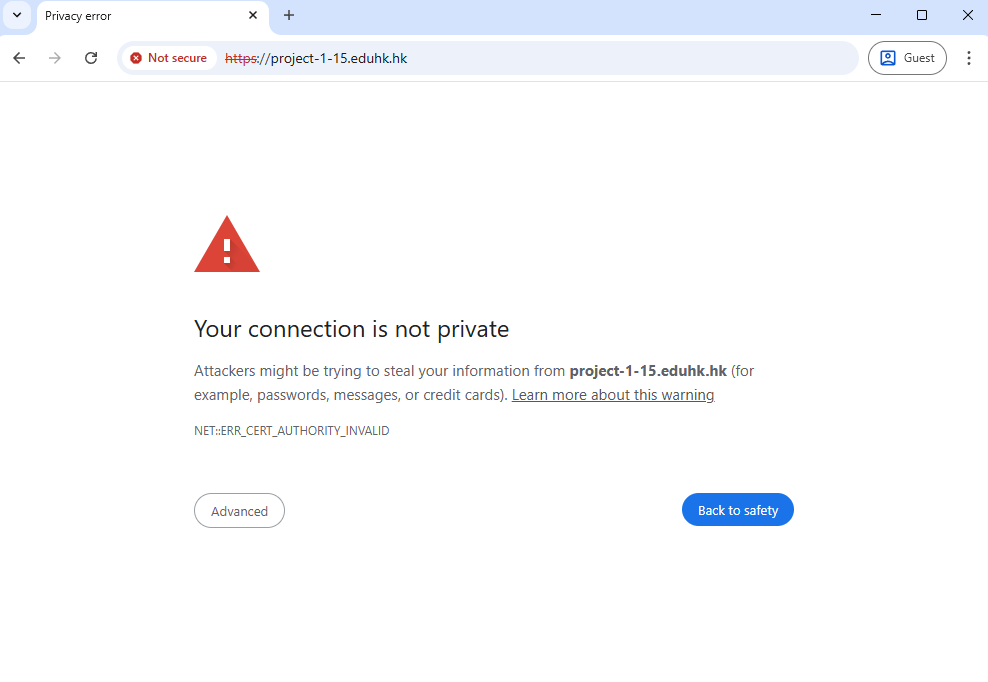 Privacy error
Not secure https://project-1-15.eduhk.hk Guest
Your connection is not private
Attackers might be trying to steal your information from project-1-15.eduhk.hk (for
example, passwords, messages, or credit cards). Learn more about this warning
NET::ERR_CERT_AUTHORITY_INVALID
Advanced Back to safety